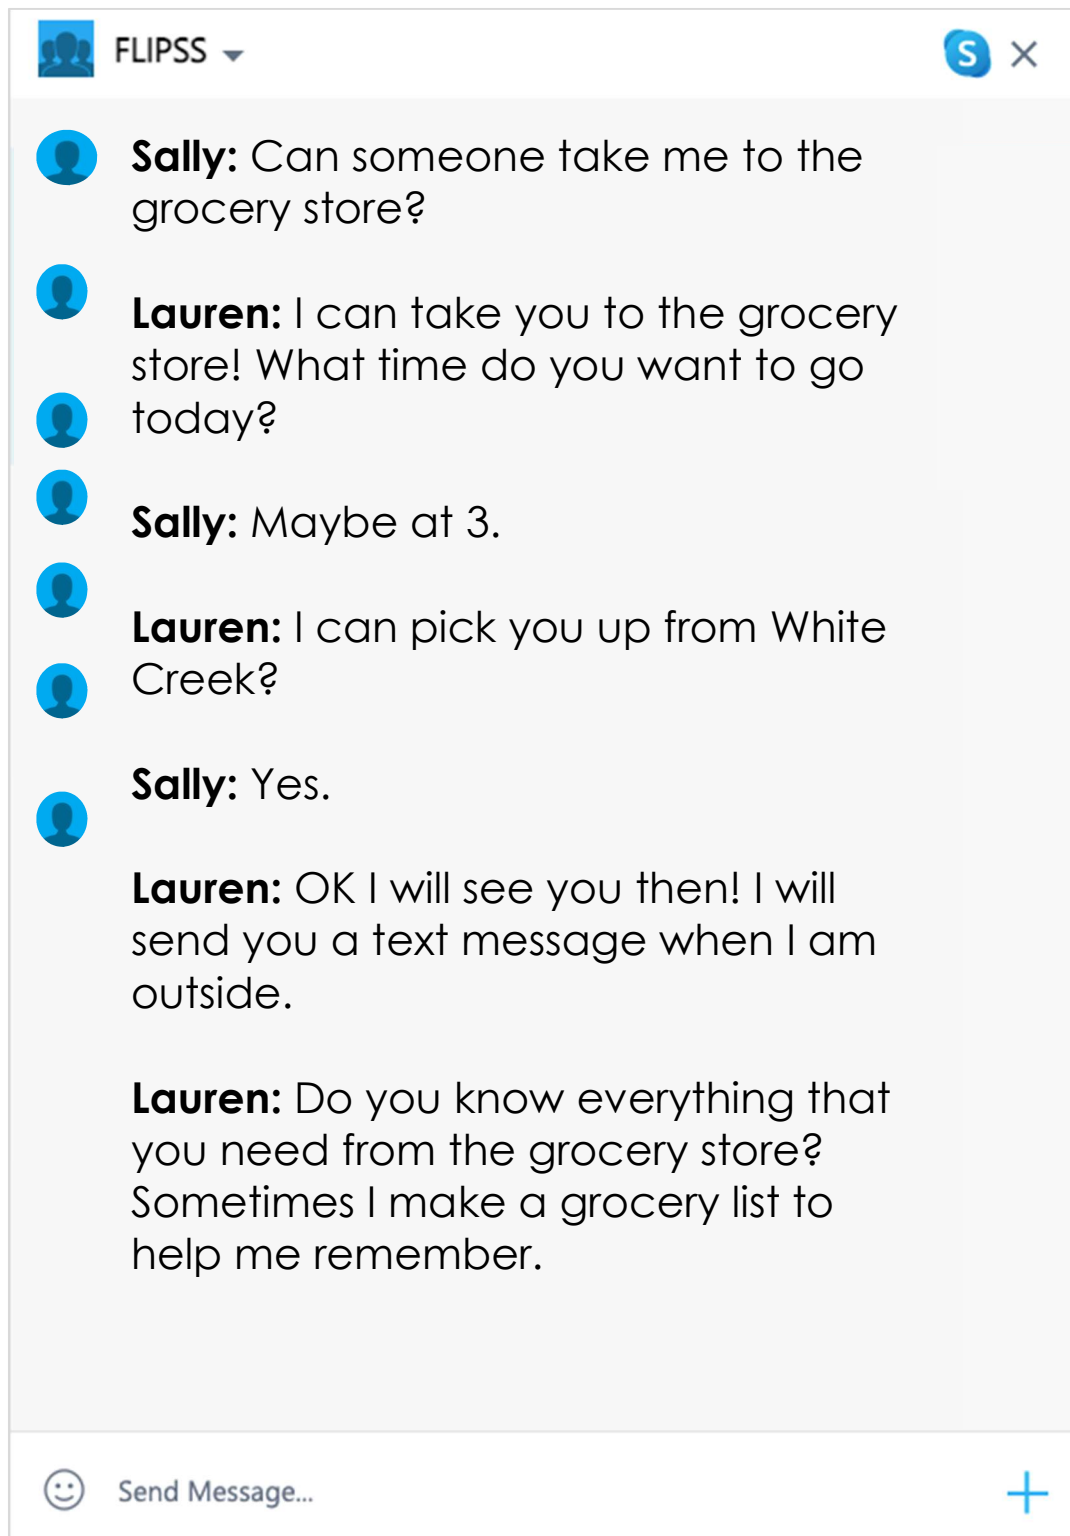 FLIPSS
S
Sally: Can someone take me to the
grocery store?
Lauren: I can take you to the grocery
store! What time do you want to go
today?
Sally: Maybe at 3.
Lauren: I can pick you up from White
Creek?
Sally: Yes.
Lauren: OK I will see you then! I will
send you a text message when I am
outside.
Lauren: Do you know everything that
you need from the grocery store?
Sometimes I make a grocery list to
help me remember.
Send Message...